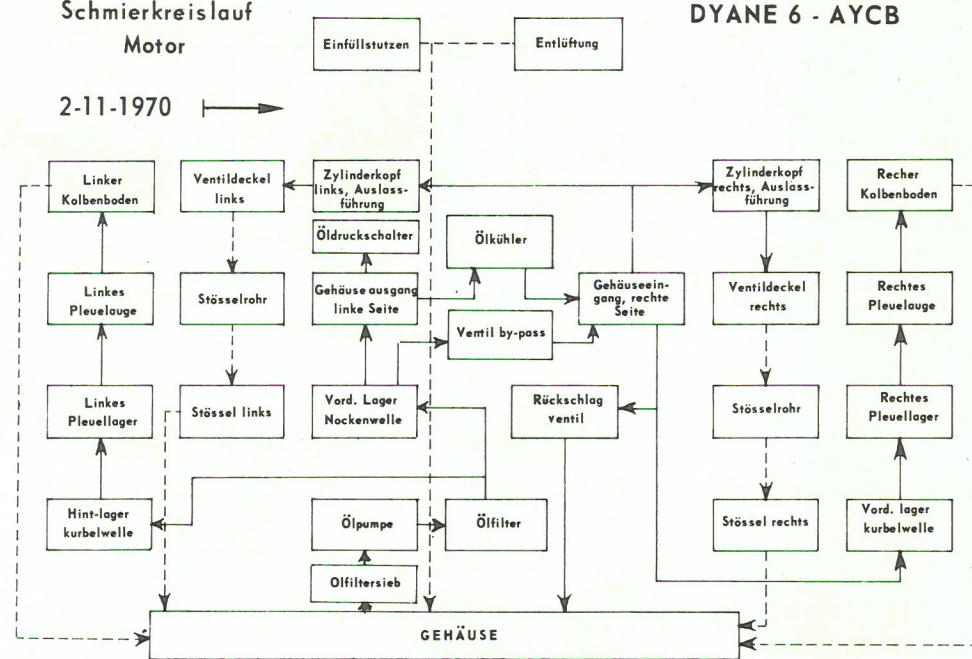 Schmierkreislauf
Motor
DYANE 6 - AYCB
2-11-1970
Einfüllstutzen
Entlüftung
Linker
Kolbenboden
Ventildeckel
links
Zylinderkopf
links, Auslass-
führung
Zylinderkopf
rechts, Auslass-
führung
Recher
Kolbenboden
Öldruckschalter
Ölkühler
Linkes
Pleuelauge
Stösselrohr
Gehäuseausgang
linke Seite
Gehäuseein-
gang, rechte
Seite
Ventildeckel
rechts
Rechtes
Pleuelauge
Ventil by-pass
Linkes
Pleuellager
Stössel links
Vord. Lager
Nockenwelle
Rückschlag
ventil
Stösselrohr
Rechtes
Pleuellager
Hint-lager
kurbelwelle
Ölpumpe
Ölfilter
Stössel rechts
Vord. lager
kurbelwelle
Olfiltersieb
GEHÄUSE